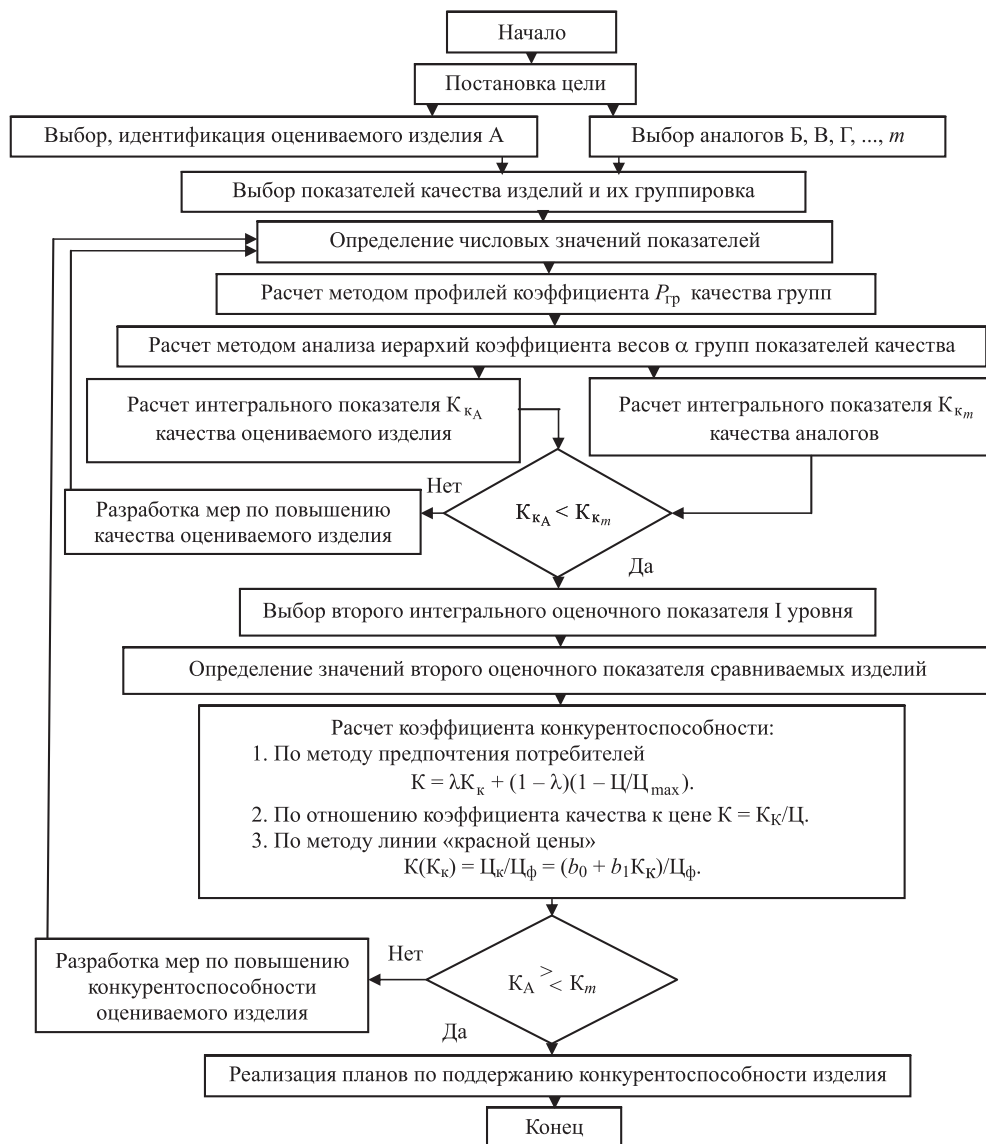 Начало
Постановка цели
Выбор, идентификация оцениваемого изделия А
Выбор аналогов Б, В, Г, ..., m
Выбор показателей качества изделий и их группировка
Определение числовых значений показателей
Расчет методом профилей коэффициента Pгр качества групп
Расчет методом анализа иерархий коэффициента весов α групп показателей качества
Расчет интегрального показателя КкА
качества оцениваемого изделия
Расчет интегрального показателя Ккm
качества аналогов
Нет
Разработка мер по повышению
качества оцениваемого изделия
КкА < Ккm
Да
Выбор второго интегрального оценочного показателя I уровня
Определение значений второго оценочного показателя сравниваемых изделий
Расчет коэффициента конкурентоспособности:
1. По методу предпочтения потребителей
К = λКк + (1 – λ)(1 – Ц/Цmax).
2. По отношению коэффициента качества к цене К = КК/Ц.
3. По методу линии «красной цены»
К(Кк) = Цк/Цф = (b0 + b1КК)/Цф.
Нет
Разработка мер по повышению
конкурентоспособности
оцениваемого изделия
КА >< Кm
Да
Реализация планов по поддержанию конкурентоспособности изделия
Конец